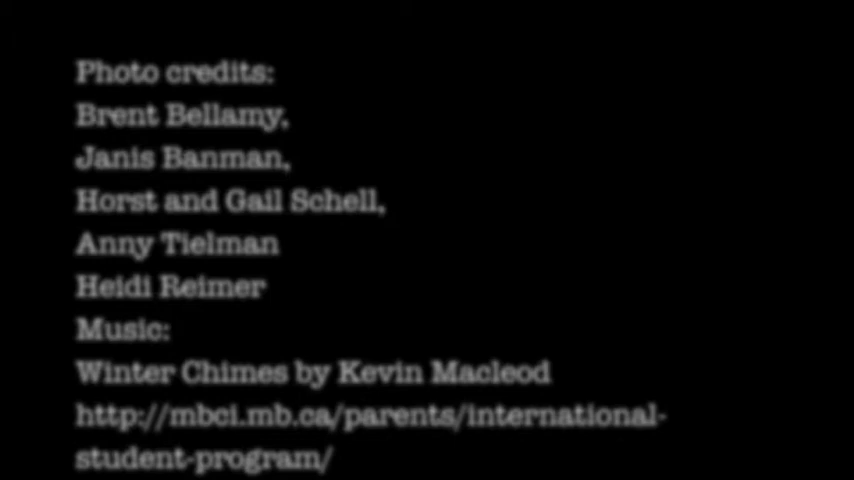 Photo credits:
Brent Bellamy,
Janis Banman,
Horst and Gail Schell,
Anny Tielman
Heidi Reimer
Music:
Winter Chimes by Kevin Macleod
http://mbci.mb.ca/parents/international-
student-program/